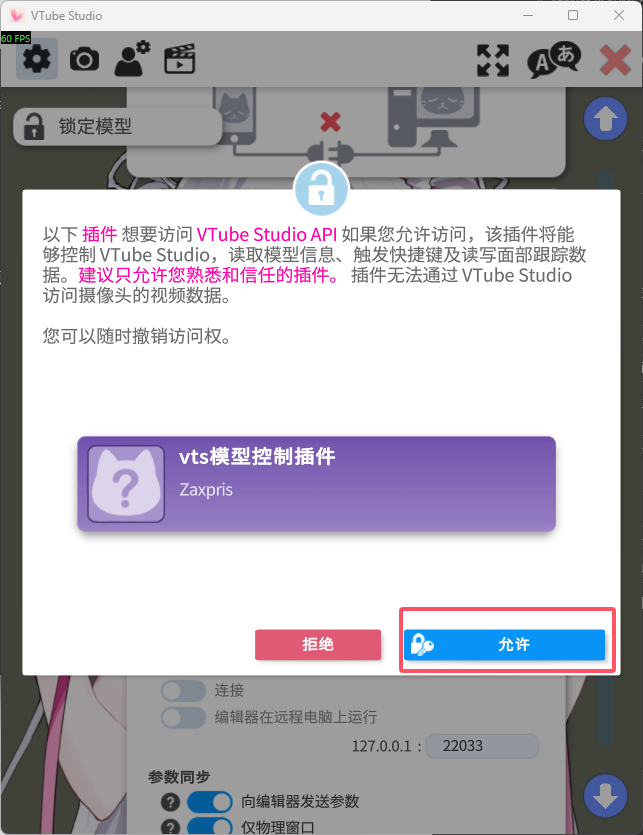 VTube Studio
60 FPS
A あ
锁定模型
以下 插件 想要访问 VTube Studio API 如果您允许访问，该插件将能
够控制 VTube Studio，读取模型信息、触发快捷键及读写面部跟踪数
据。建议只允许您熟悉和信任的插件。 插件无法通过 VTube Studio
访问摄像头的视频数据。
您可以随时撤销访问权。
?
vts模型控制插件
Zaxpris
拒绝
允许
连接
编辑器在远程电脑上运行
127.0.0.1 : 22033
参数同步
? 向编辑器发送参数
? 仅物理窗口